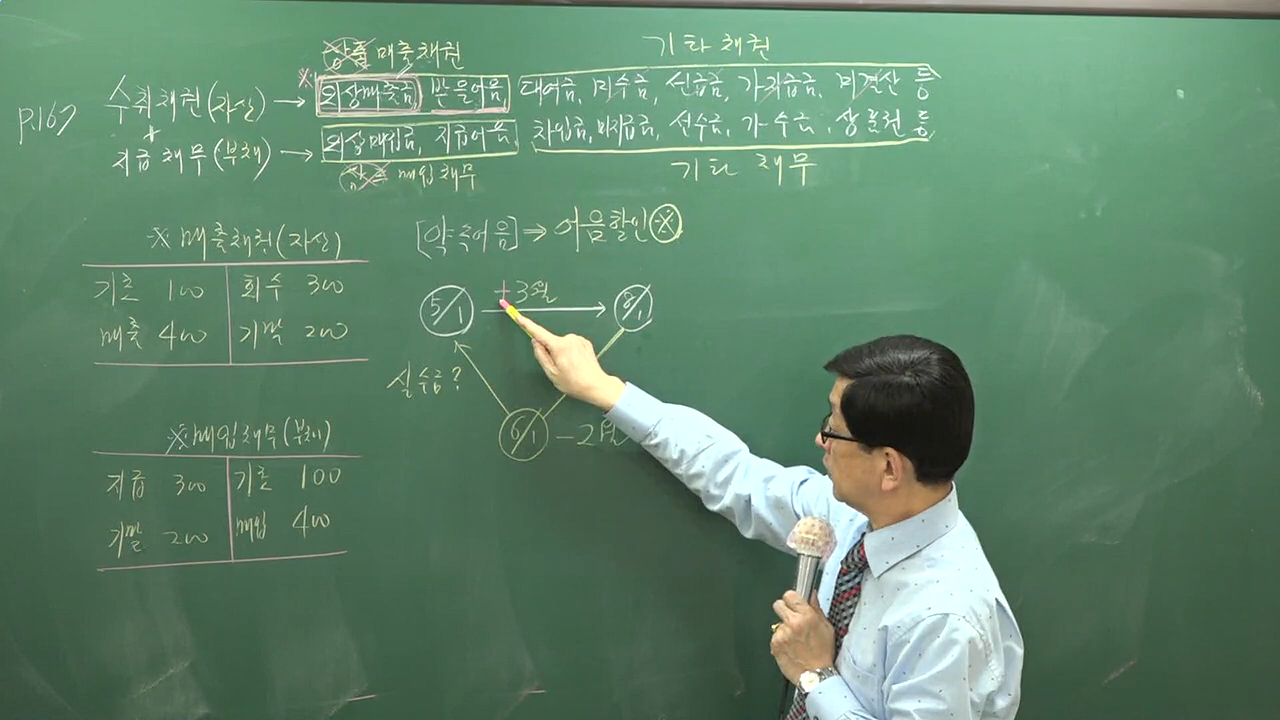 매출채권
기타 채권
P.167
수취채권(자산) → ※ 외상매출금, 받을어음 대여금, 미수금, 선급금, 가지급금, 미결산 등
지급채무(부채) → 외상매입금, 지급어음, 차입금, 미지급금, 선수금, 가수금, 상품권 등
매입채무
기타 채무
※ 매출채권(자산)
기초 100 회수 300
매출 400 기말 200
[약속어음] ⇒ 어음할인 ※
5/1 + 3월 8/1
실수금?
6/1 - 2월
※ 매입채무(부채)
지급 300 기초 100
기말 200 매입 400